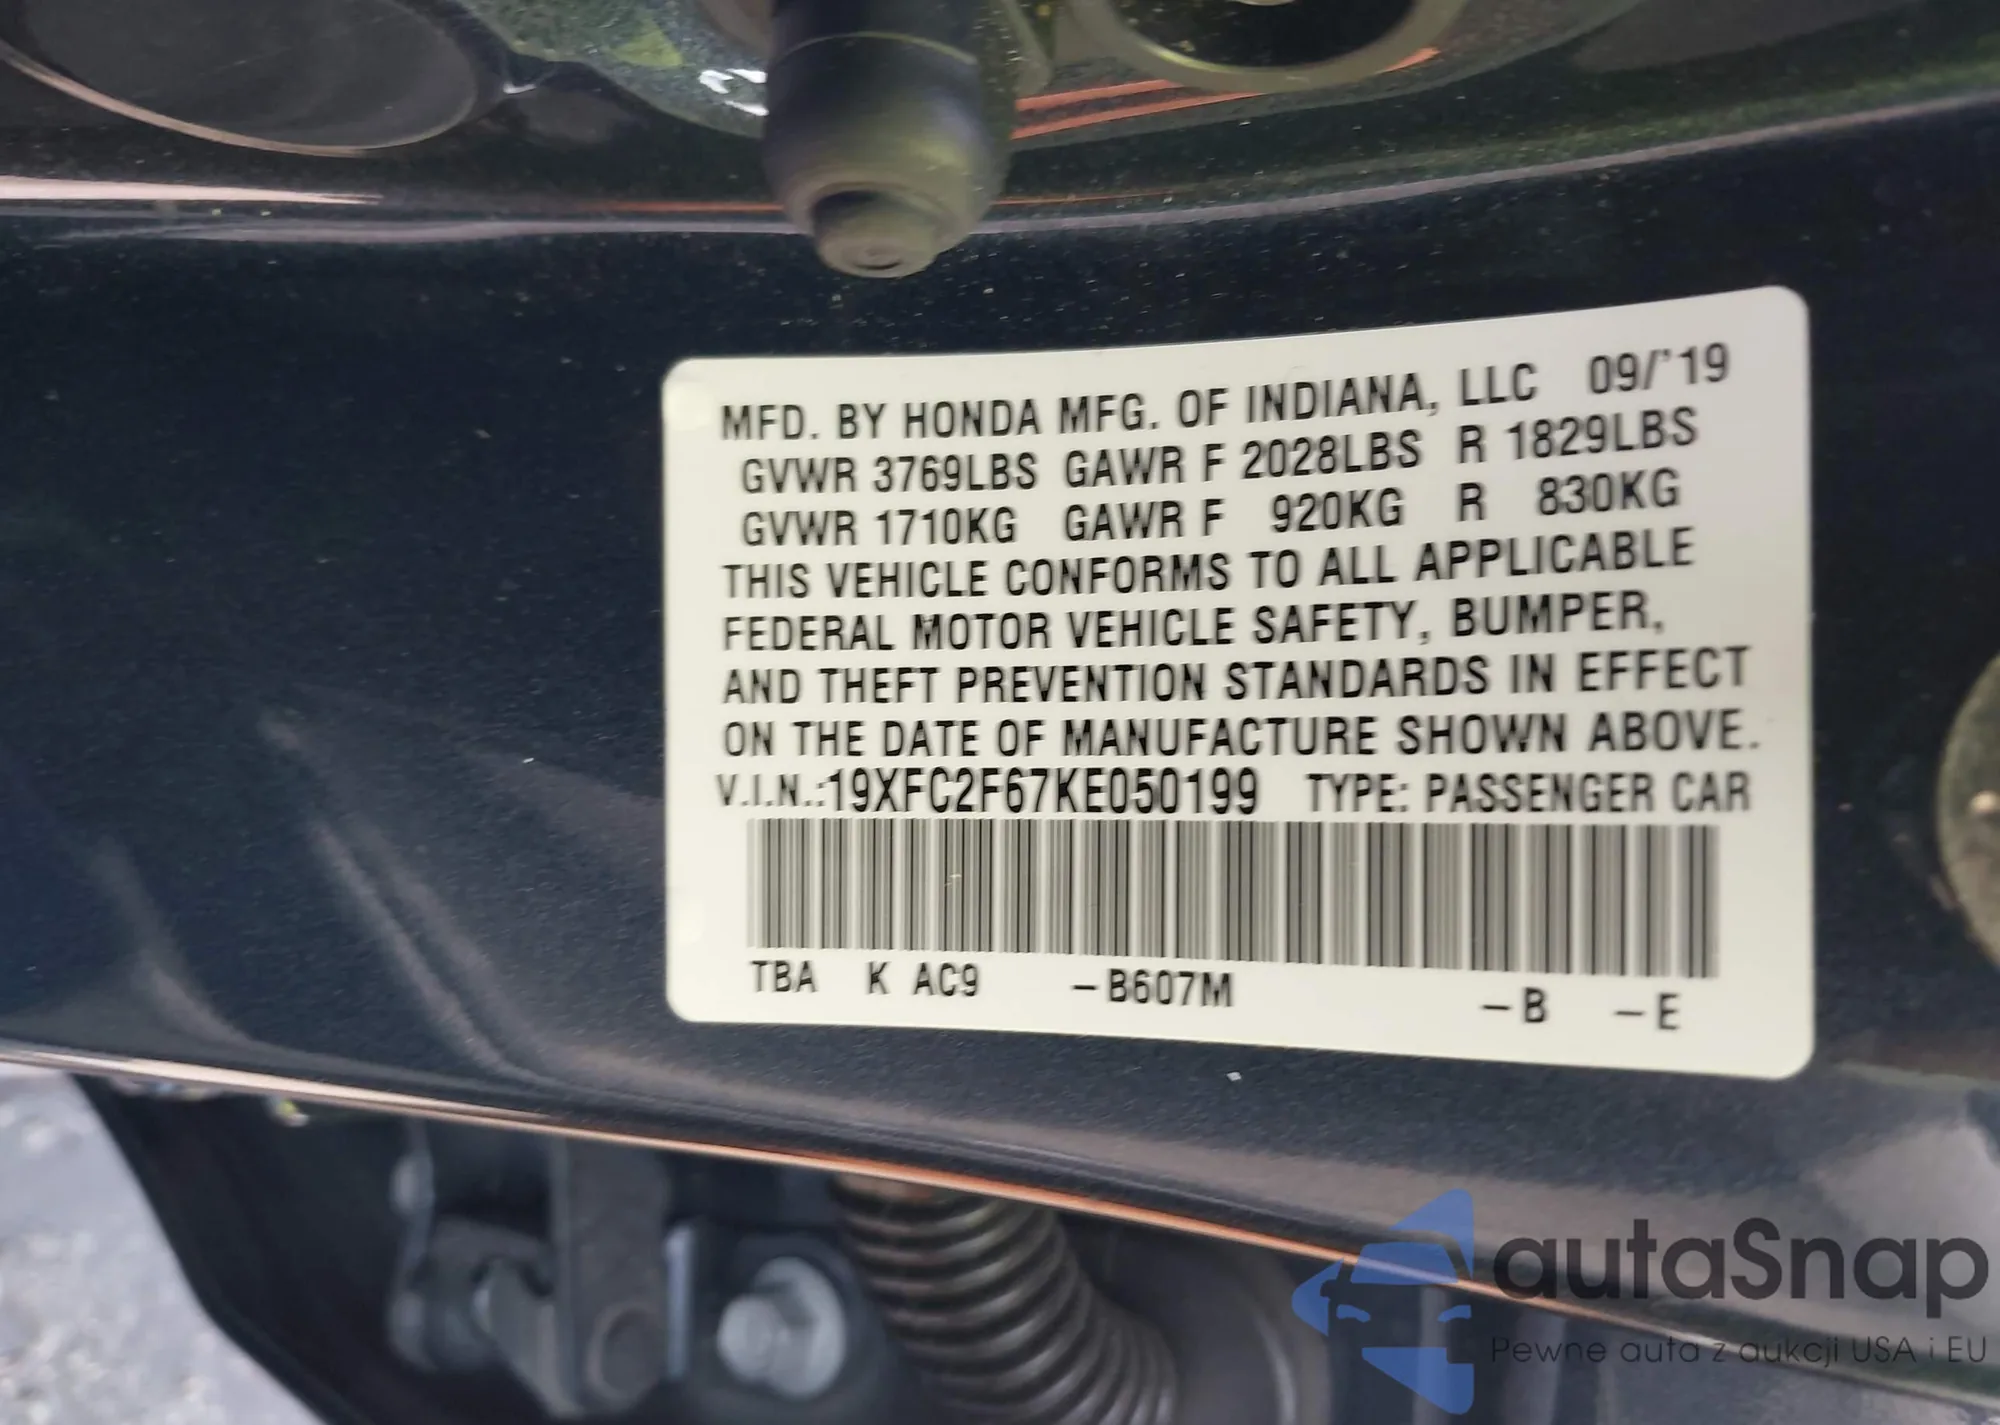 MFD. BY HONDA MFG. OF INDIANA, LLC 09/'19
GVWR 3769LBS GAWR F 2028LBS R 1829LBS
GVWR 1710KG GAWR F 920KG R 830KG
THIS VEHICLE CONFORMS TO ALL APPLICABLE
FEDERAL MOTOR VEHICLE SAFETY, BUMPER,
AND THEFT PREVENTION STANDARDS IN EFFECT
ON THE DATE OF MANUFACTURE SHOWN ABOVE.
V.I.N.:19XFC2F67KE050199 TYPE: PASSENGER CAR
TBA K AC9 –B607M –B –E
autaSnap
Pewne auta z aukcji USA i EU